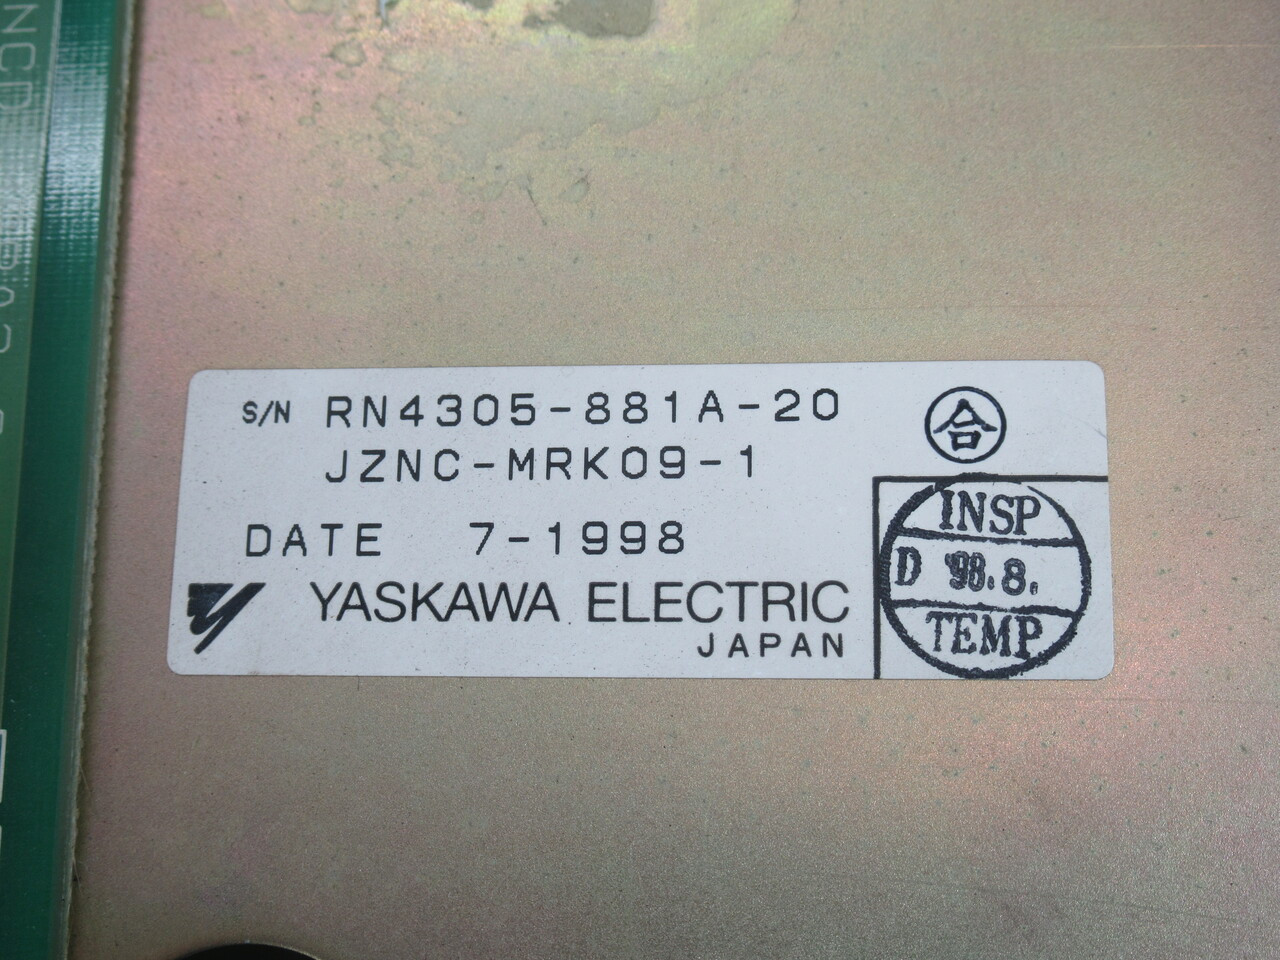 S/N RN4305-881A-20
JZNC-MRK09-1
DATE 7-1998
YASKAWA ELECTRIC
JAPAN
合
INSP
D '98.8.
TEMP